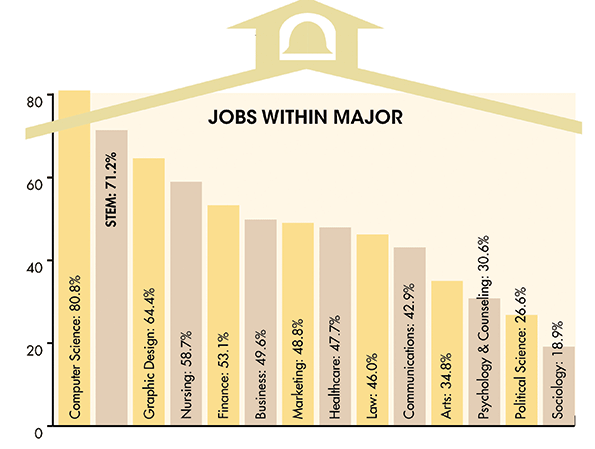 JOBS WITHIN MAJOR
80
60
40
20
0
Computer Science: 80.8%
STEM: 71.2%
Graphic Design: 64.4%
Nursing: 58.7%
Finance: 53.1%
Business: 49.6%
Marketing: 48.8%
Healthcare: 47.7%
Law: 46.0%
Communications: 42.9%
Arts: 34.8%
Psychology & Counseling: 30.6%
Political Science: 26.6%
Sociology: 18.9%